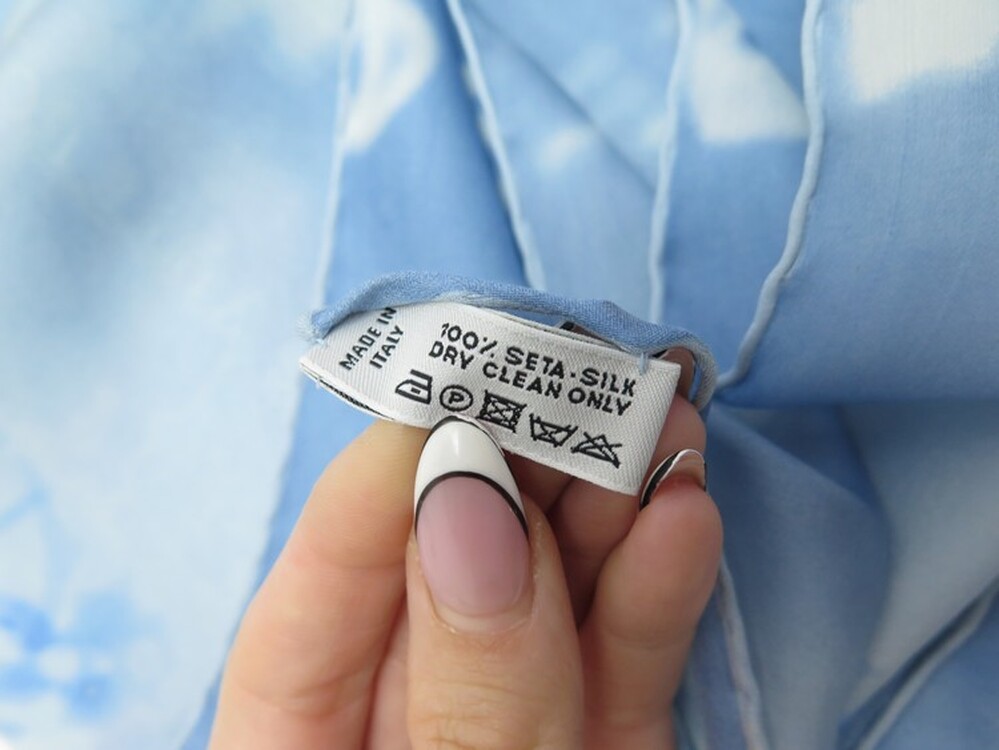 MADE IN
ITALY
100% SETA - SILK
DRY CLEAN ONLY
P